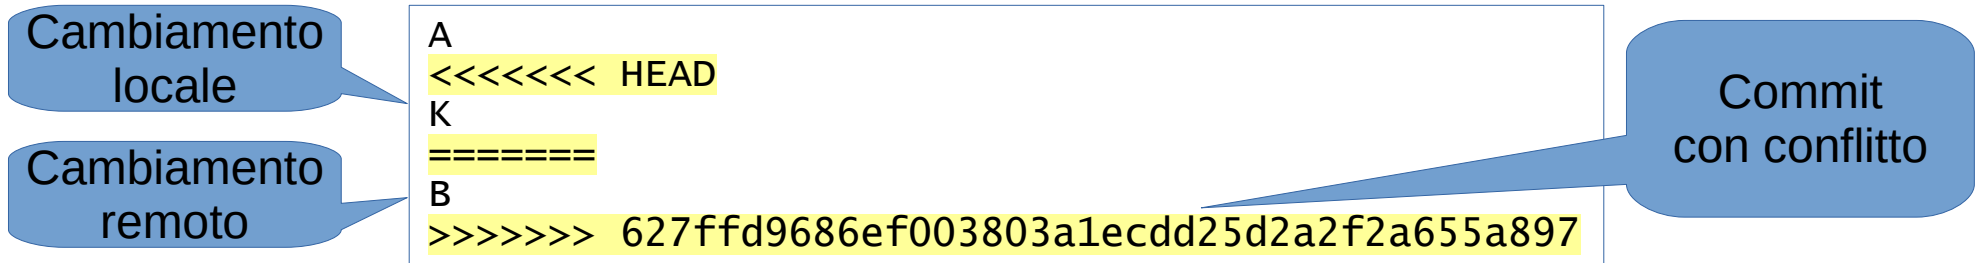 Cambiamento
locale
Cambiamento
remoto
A
<<<<<<< HEAD
K
=======
B
>>>>>>> 627ffd9686ef003803a1ecdd25d2a2f2a655a897
Commit
con conflitto